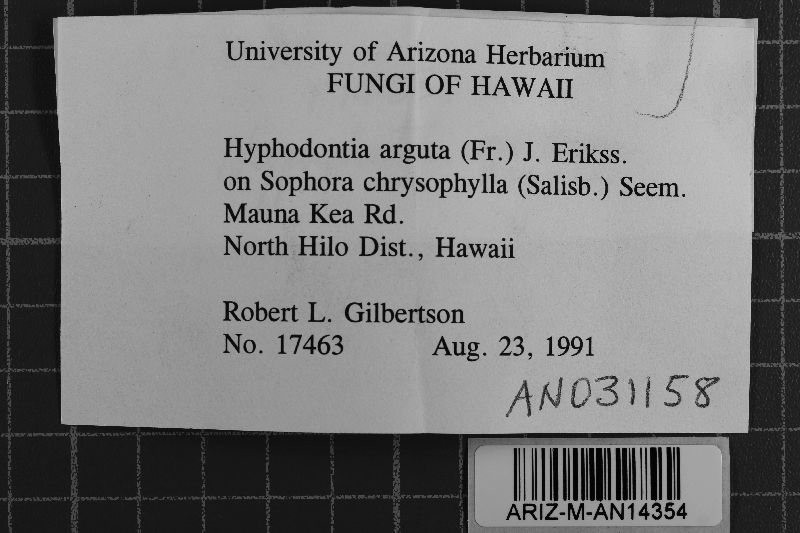 University of Arizona Herbarium
FUNGI OF HAWAII
Hyphodontia arguta (Fr.) J. Erikss.
on Sophora chrysophylla (Salisb.) Seem.
Mauna Kea Rd.
North Hilo Dist., Hawaii
Robert L. Gilbertson
No. 17463 Aug. 23, 1991
AN031158
ARIZ-M-AN14354